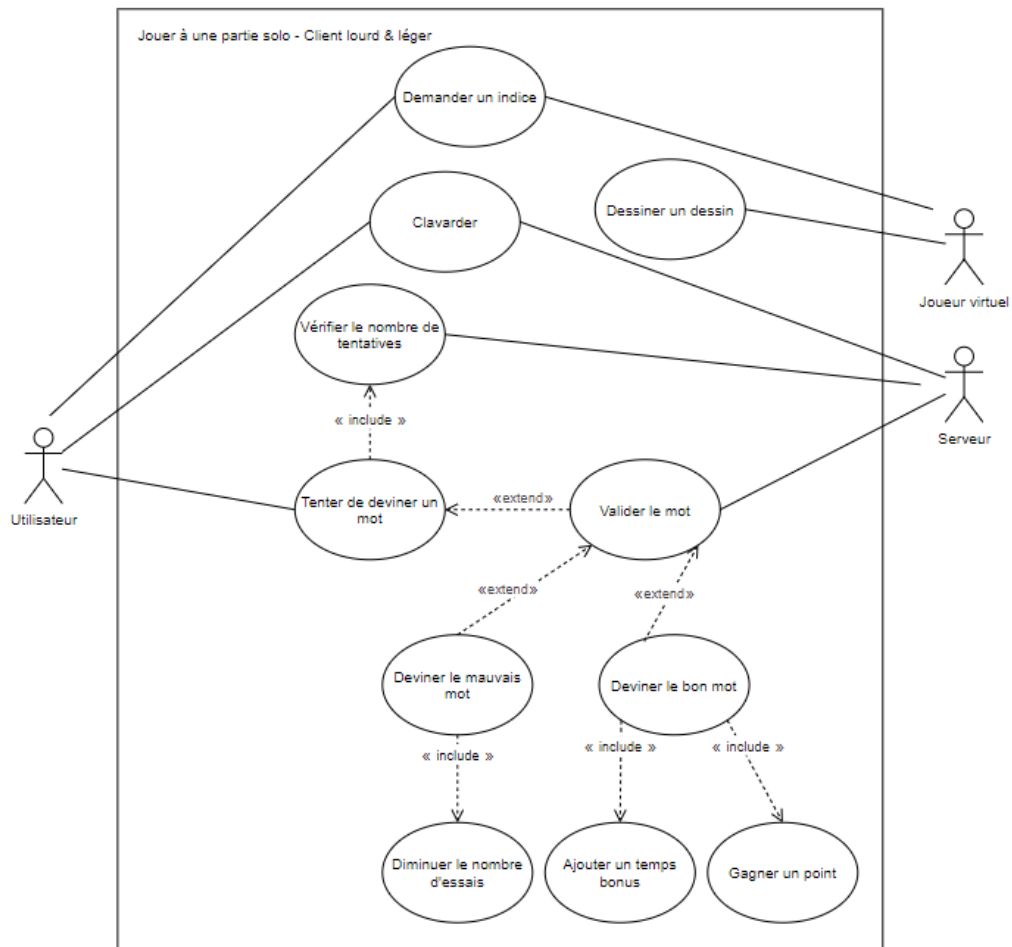 Jouer à une partie solo - Client lourd & léger
Demander un indice
Dessiner un dessin
Clavarder
Joueur virtuel
Vérifier le nombre de
tentatives
« include »
Serveur
Utilisateur
Tenter de deviner un
mot
«extend»
Valider le mot
«extend»
«extend»
Deviner le mauvais
mot
Deviner le bon mot
« include »
« include »
« include »
Diminuer le nombre
d'essais
Ajouter un temps
bonus
Gagner un point